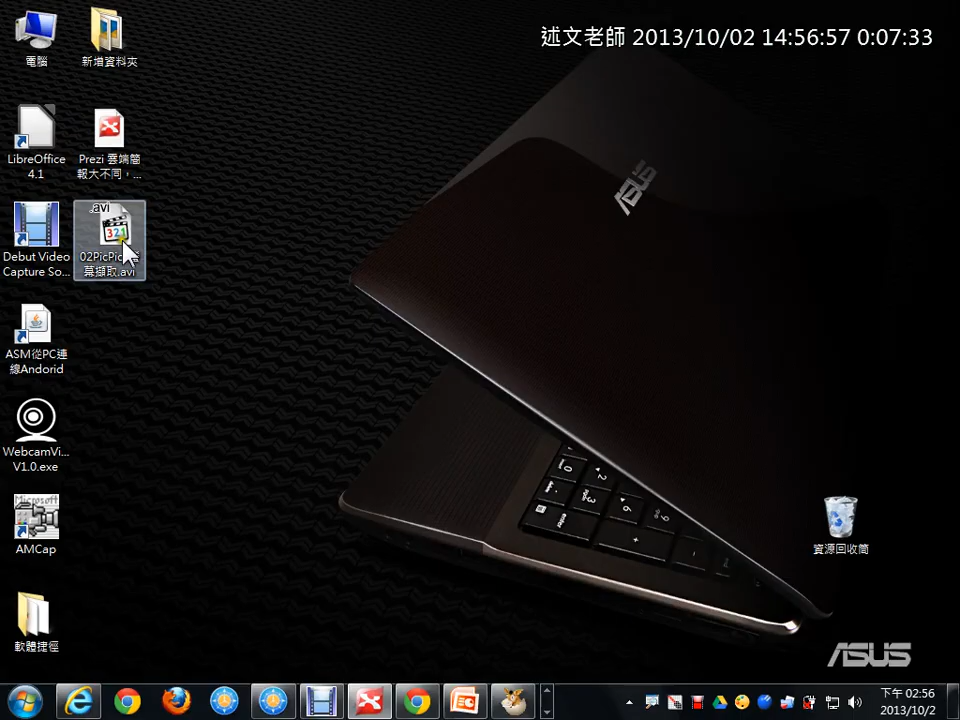 述文老師 2013/10/02 14:56:57 0:07:33
電腦
新增資料夾
LibreOffice
4.1
Prezi 雲端簡
報大不同，...
Debut Video
Capture So...
.avi
321
02PicPic
幕擷取.avi
ASM從PC連
線Andorid
WebcamVi...
V1.0.exe
Microsoft
AMCap
軟體捷徑
資源回收筒
ASUS
ASUS
下午 02:56
2013/10/2